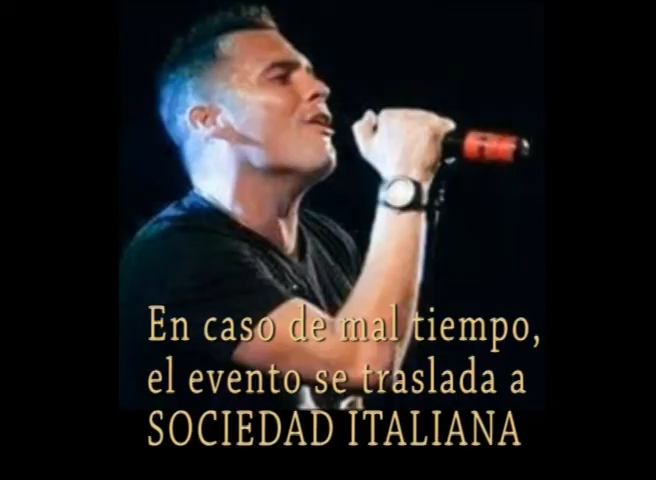 En caso de mal tiempo,
el evento se traslada a
SOCIEDAD ITALIANA